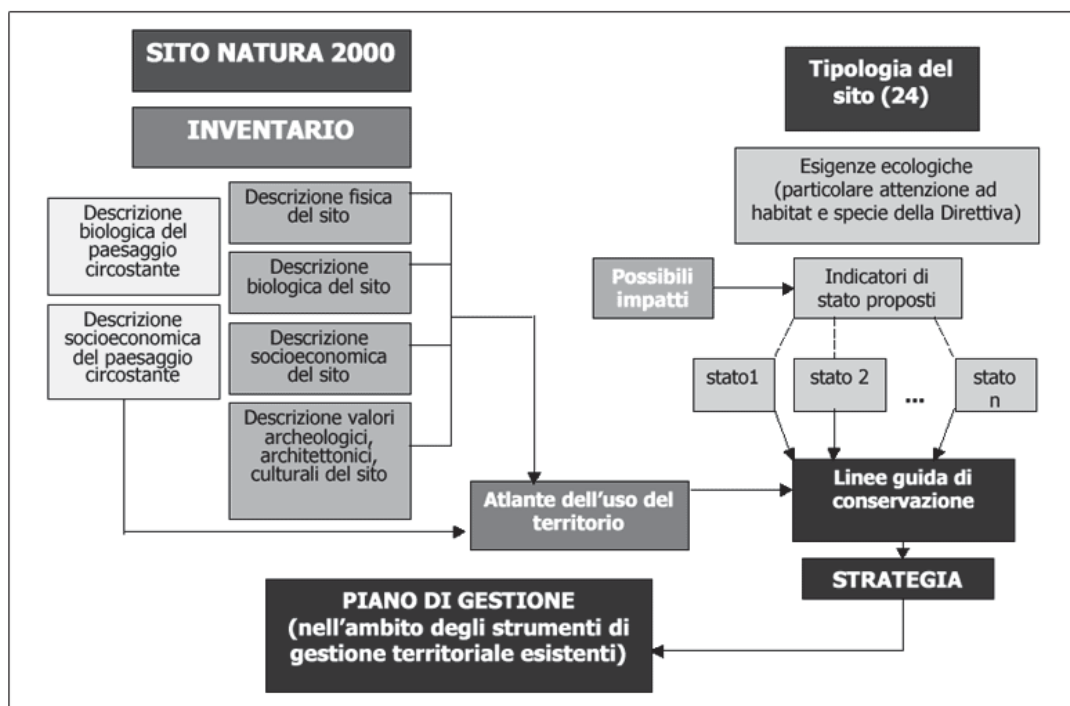 SITO NATURA 2000
INVENTARIO
Descrizione
biologica del
paesaggio
circostante
Descrizione
socioeconomica
del paesaggio
circostante
Descrizione fisica
del sito
Descrizione
biologica del sito
Descrizione
socioeconomica
del sito
Descrizione valori
archeologici,
architettonici,
culturali del sito
Atlante dell'uso del
territorio
Tipologia del
sito (24)
Esigenze ecologiche
(particolare attenzione ad
habitat e specie della Direttiva)
Possibili
impatti
Indicatori di
stato proposti
stato1
stato 2
...
stato
n
Linee guida di
conservazione
STRATEGIA
PIANO DI GESTIONE
(nell'ambito degli strumenti di
gestione territoriale esistenti)